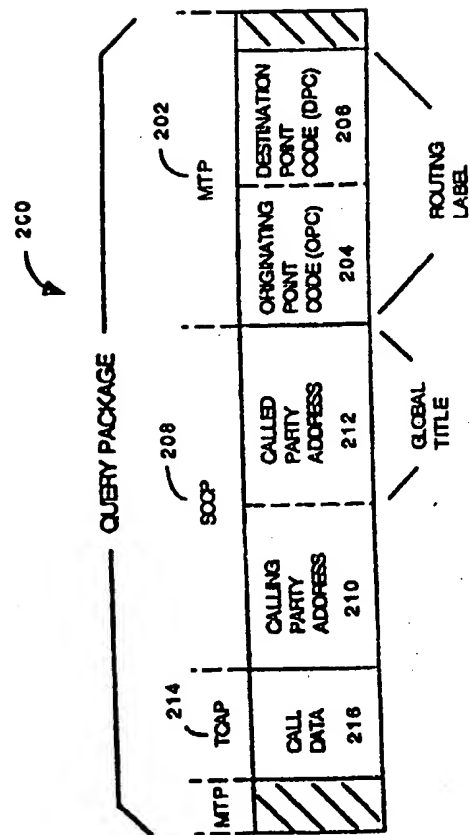 200
QUERY PACKAGE
MTP
214
TCAP
208
SCCP
202
MTP
CALL
DATA
216
CALLING
PARTY
ADDRESS
210
CALLED
PARTY
ADDRESS
212
ORIGINATING
POINT
CODE (OPC)
204
DESTINATION
POINT
CODE (DPC)
206
GLOBAL
TITLE
ROUTING
LABEL